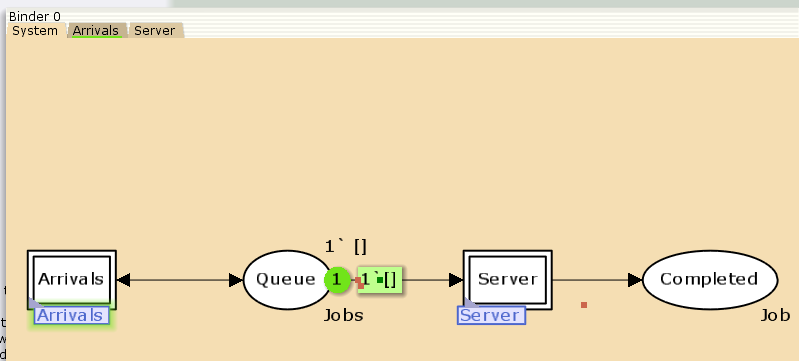 Binder 0
System Arrivals Server
1` []
Arrivals Queue 1 1`[] Server Completed
Arrivals Jobs Server Job